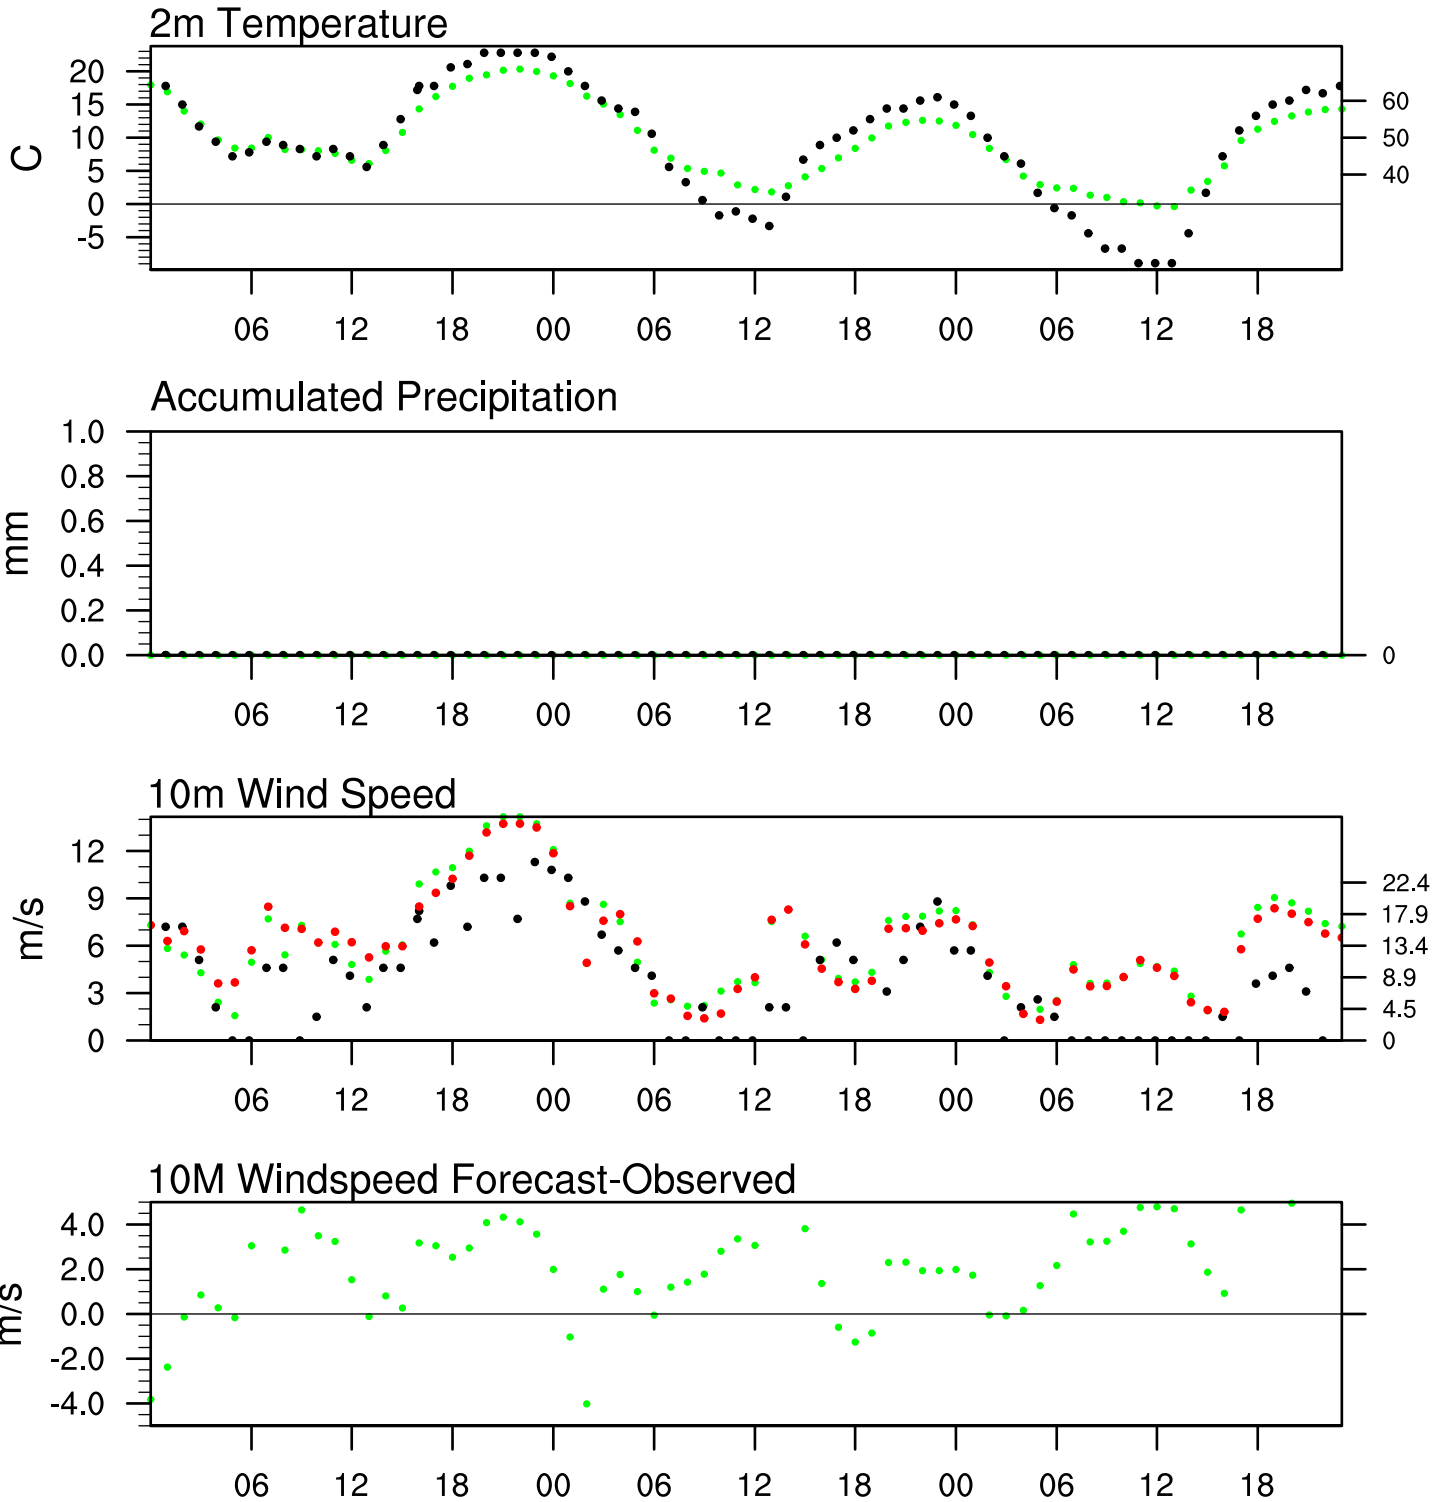 2m Temperature
20
15
10
5
0
-5
C
60
50
40
06 12 18 00 06 12 18 00 06 12 18
Accumulated Precipitation
1.0
0.8
0.6
0.4
0.2
0.0
mm
0
06 12 18 00 06 12 18 00 06 12 18
10m Wind Speed
12
9
6
3
0
m/s
22.4
17.9
13.4
8.9
4.5
0
06 12 18 00 06 12 18 00 06 12 18
10M Windspeed Forecast-Observed
4.0
2.0
0.0
-2.0
-4.0
m/s
06 12 18 00 06 12 18 00 06 12 18